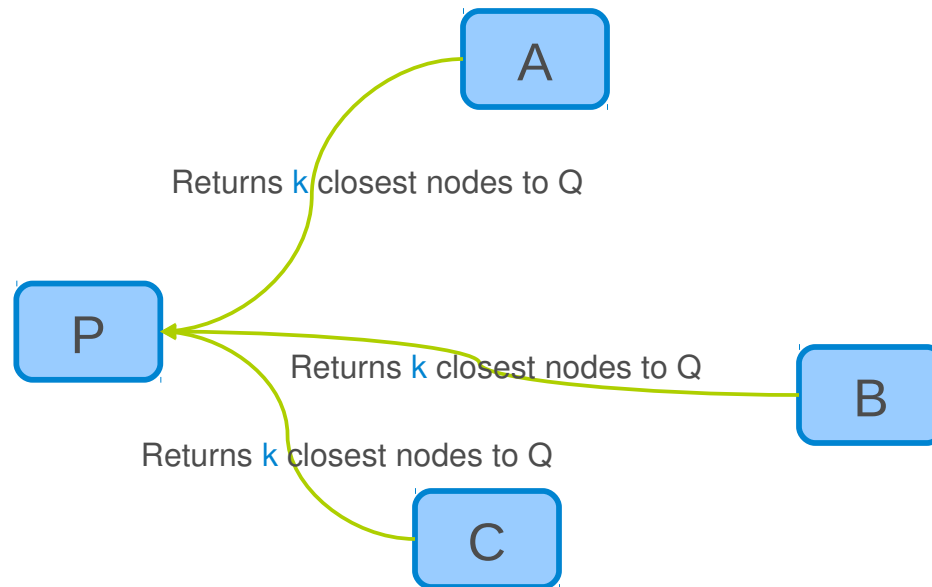 A
Returns k closest nodes to Q
P
Returns k closest nodes to Q
B
Returns k closest nodes to Q
C